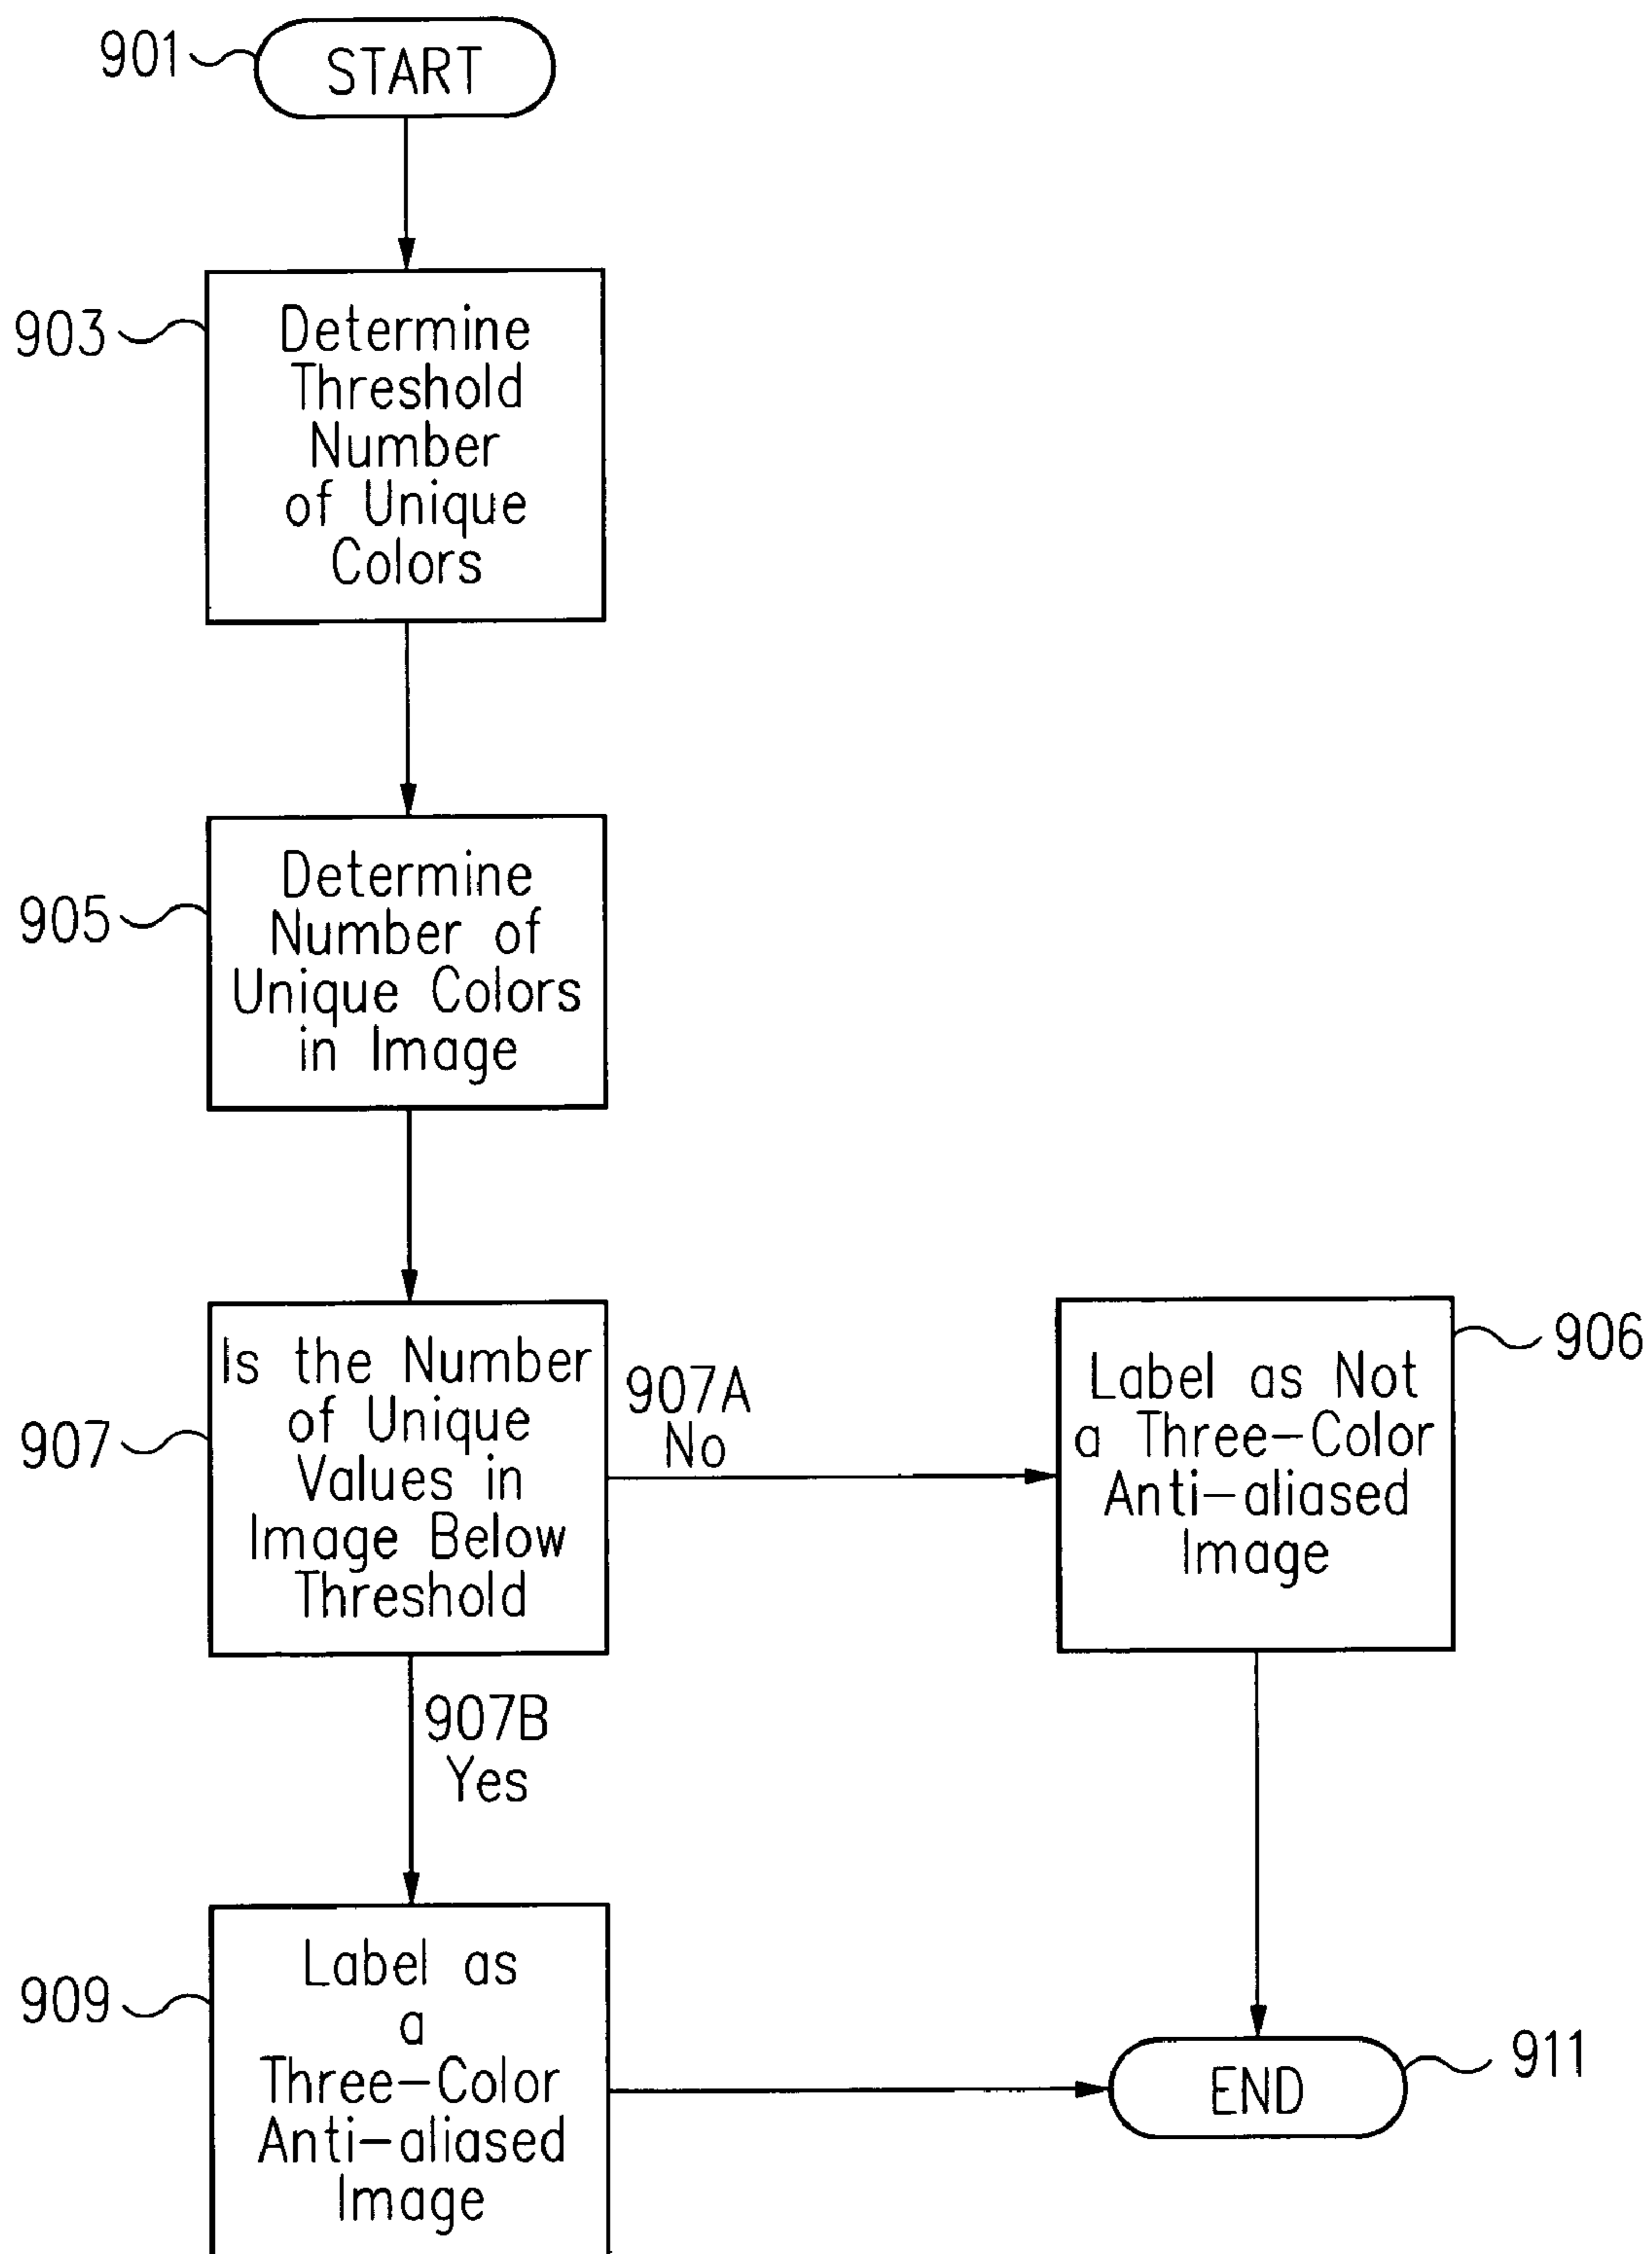 901
START
903
Determine
Threshold
Number
of Unique
Colors
905
Determine
Number of
Unique Colors
in Image
907
Is the Number
of Unique
Values in
Image Below
Threshold
907A
No
906
Label as Not
a Three-Color
Anti-aliased
Image
907B
Yes
909
Label as
a
Three-Color
Anti-aliased
Image
911
END